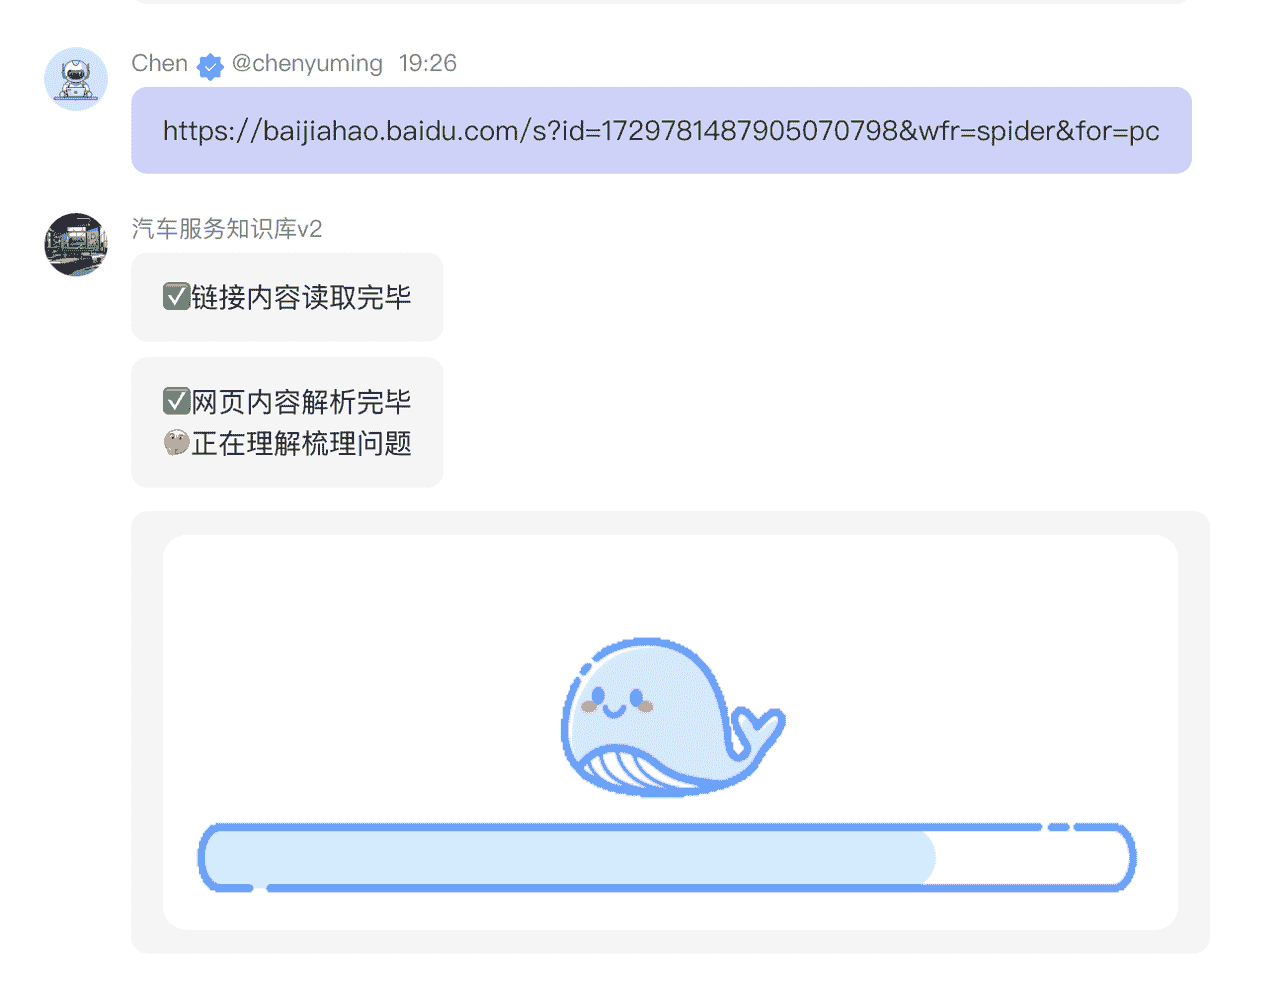 Chen @chenyuming 19:26
https://baijiahao.baidu.com/s?id=1729781487905070798&wfr=spider&for=pc
汽车服务知识库v2
✅链接内容读取完毕
✅网页内容解析完毕
🤔正在理解梳理问题